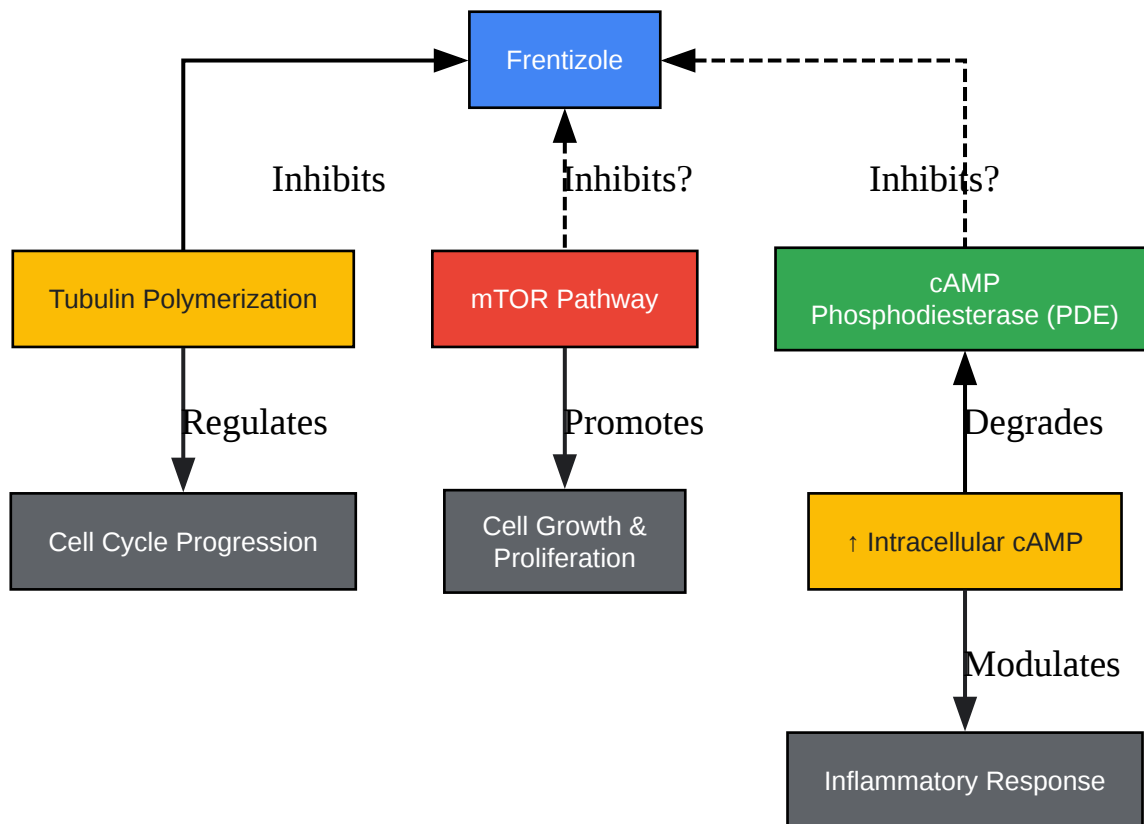 Frentizole
Inhibits
Inhibits?
Inhibits?
Tubulin Polymerization
mTOR Pathway
cAMP
Phosphodiesterase (PDE)
Regulates
Promotes
Degrades
Cell Cycle Progression
Cell Growth &
Proliferation
↑ Intracellular cAMP
Modulates
Inflammatory Response